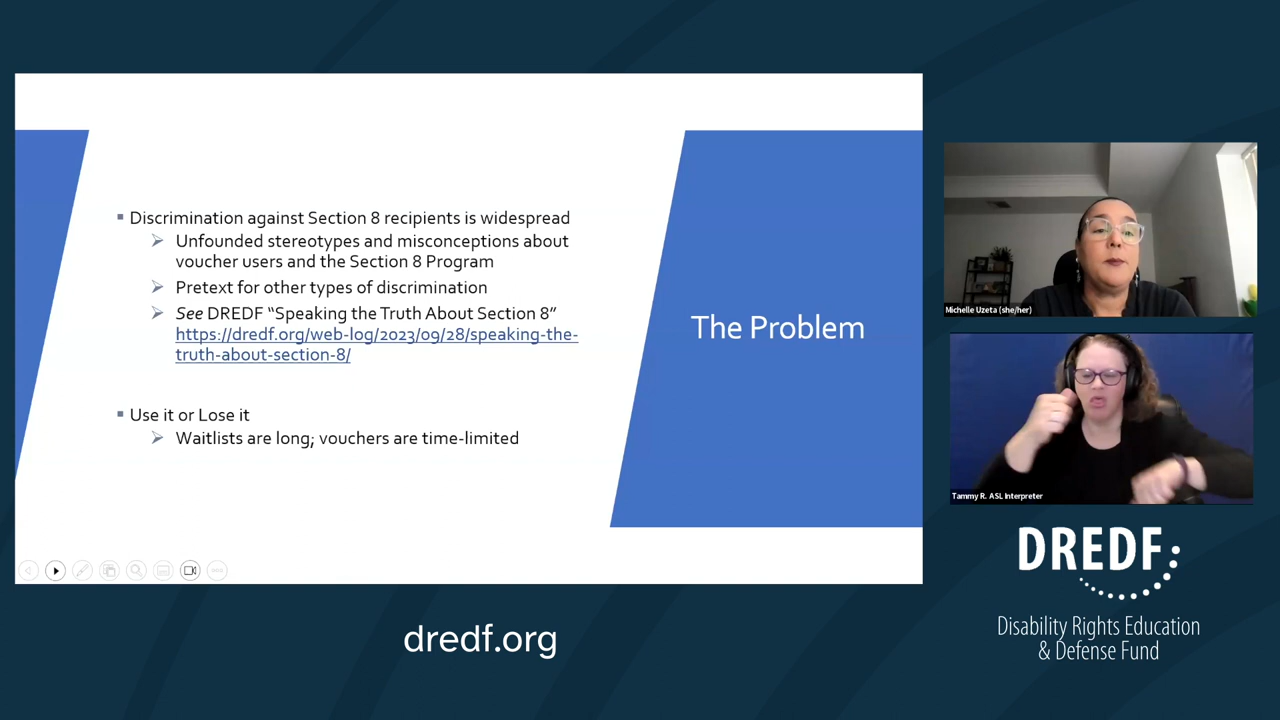 Discrimination against Section 8 recipients is widespread
Unfounded stereotypes and misconceptions about
voucher users and the Section 8 Program
Pretext for other types of discrimination
See DREDF “Speaking the Truth About Section 8”
https://dredf.org/web-log/2023/09/28/speaking-the-
truth-about-section-8/
Use it or Lose it
Waitlists are long; vouchers are time-limited
The Problem
Michelle Uzeta (she/her)
Tammy R. ASL Interpreter
DREDF
Disability Rights Education
& Defense Fund
dredf.org